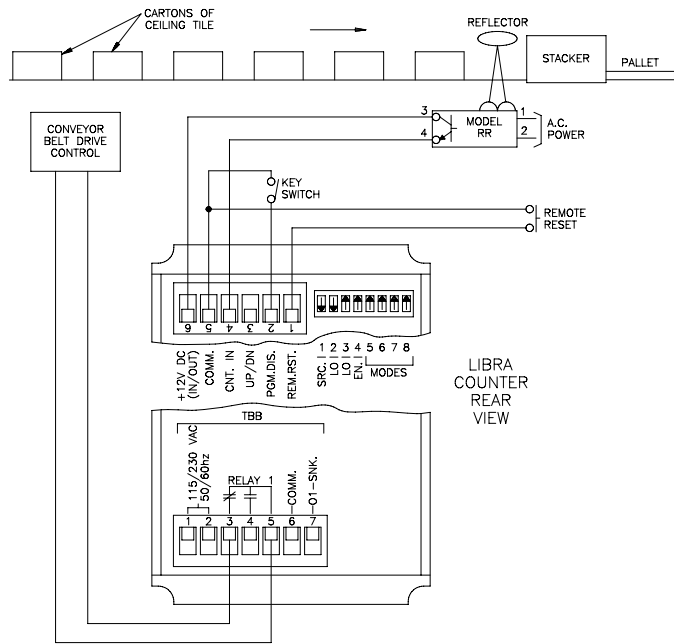 CARTONS OF
CEILING TILE
REFLECTOR
STACKER
PALLET
CONVEYOR
BELT DRIVE
CONTROL
3
4
MODEL
RR
1
2
A.C.
POWER
KEY
SWITCH
REMOTE
RESET
6 5 4 3 2 1
+12V DC
(IN/OUT)
COMM.
CNT. IN
UP/DN
PGM.DIS.
REM.RST.
1 2 3 4 5 6 7 8
SRC.
LO
LO
EN.
MODES
LIBRA
COUNTER
REAR
VIEW
TBB
115/230 VAC
50/60hz
RELAY 1
COMM.
O1-SNK.
1 2 3 4 5 6 7